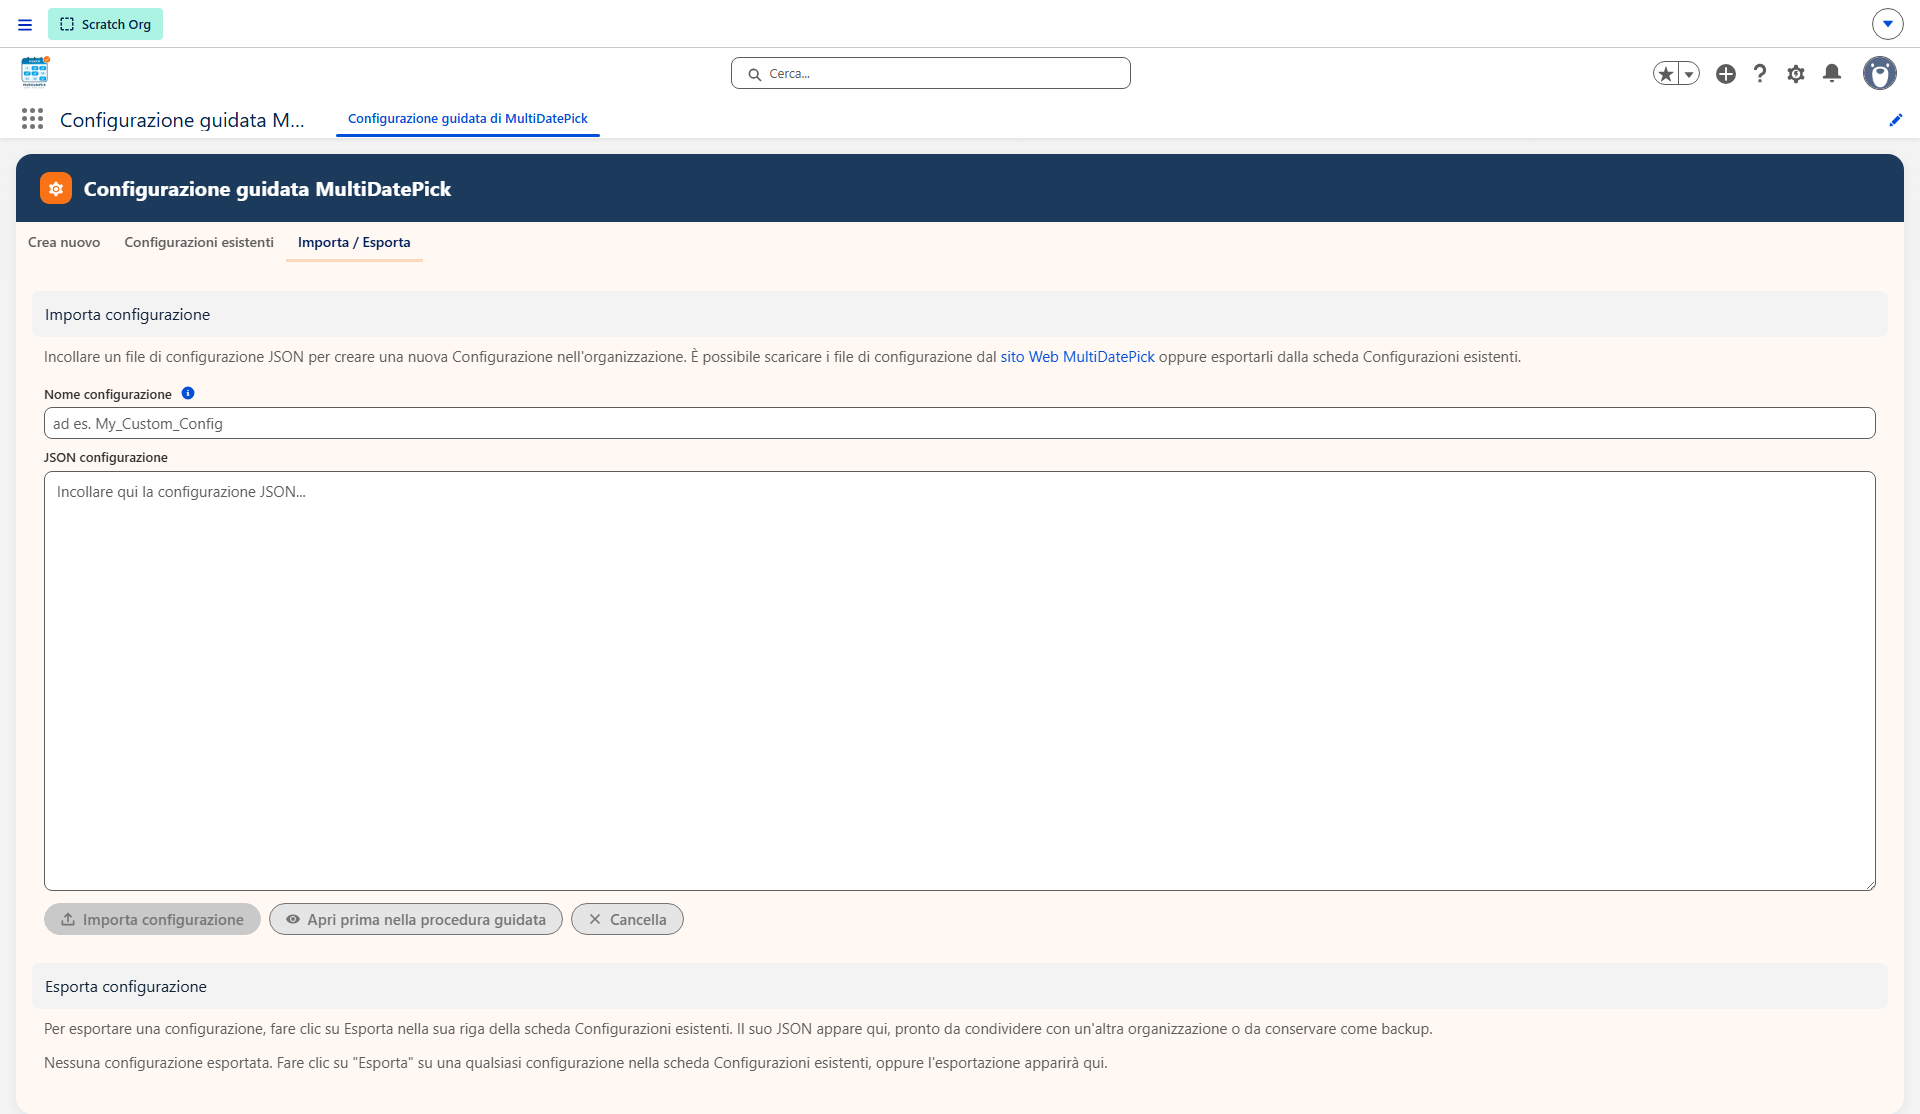 Scratch Org
Cerca...
Configurazione guidata M...
Configurazione guidata di MultiDatePick
Configurazione guidata MultiDatePick
Crea nuovo
Configurazioni esistenti
Importa / Esporta
Importa configurazione
Incollare un file di configurazione JSON per creare una nuova Configurazione nell'organizzazione. È possibile scaricare i file di configurazione dal sito Web MultiDatePick oppure esportarli dalla scheda Configurazioni esistenti.
Nome configurazione
ad es. My_Custom_Config
JSON configurazione
Incollare qui la configurazione JSON...
Importa configurazione
Apri prima nella procedura guidata
Cancella
Esporta configurazione
Per esportare una configurazione, fare clic su Esporta nella sua riga della scheda Configurazioni esistenti. Il suo JSON appare qui, pronto da condividere con un'altra organizzazione o da conservare come backup.
Nessuna configurazione esportata. Fare clic su "Esporta" su una qualsiasi configurazione nella scheda Configurazioni esistenti, oppure l'esportazione apparirà qui.